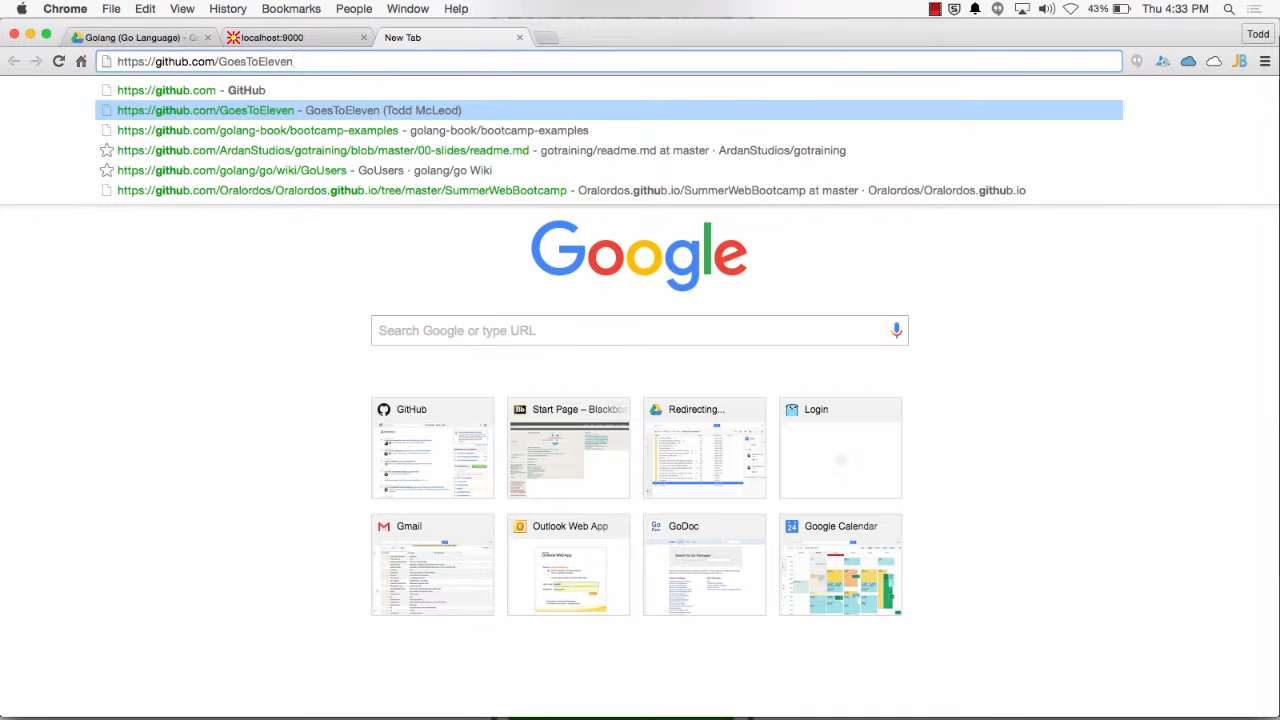 Chrome File Edit View History Bookmarks People Window Help 43% Thu 4:33 PM
Golang (Go Language) - G localhost:9000 New Tab Todd
https://github.com/GoesToEleven
https://github.com - GitHub
https://github.com/GoesToEleven - GoesToEleven (Todd McLeod)
https://github.com/golang-book/bootcamp-examples - golang-book/bootcamp-examples
https://github.com/ArdanStudios/gotraining/blob/master/00-slides/readme.md - gotraining/readme.md at master · ArdanStudios/gotraining
https://github.com/golang/go/wiki/GoUsers - GoUsers · golang/go Wiki
https://github.com/Oralordos/Oralordos.github.io/tree/master/SummerWebBootcamp - Oralordos.github.io/SummerWebBootcamp at master · Oralordos/Oralordos.github.io
Google
Search Google or type URL
GitHub Bb Start Page – Blackbo Redirecting... Login
Gmail Outlook Web App Go Doc GoDoc 24 Google Calendar